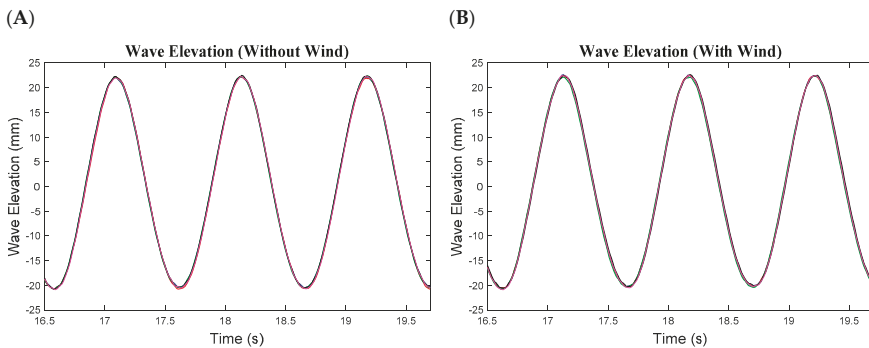 (A)
Wave Elevation (Without Wind)
Wave Elevation (mm)
25
20
15
10
5
0
-5
-10
-15
-20
-25
16.5 17 17.5 18 18.5 19 19.5
Time (s)
(B)
Wave Elevation (With Wind)
Wave Elevation (mm)
25
20
15
10
5
0
-5
-10
-15
-20
-25
16.5 17 17.5 18 18.5 19 19.5
Time (s)